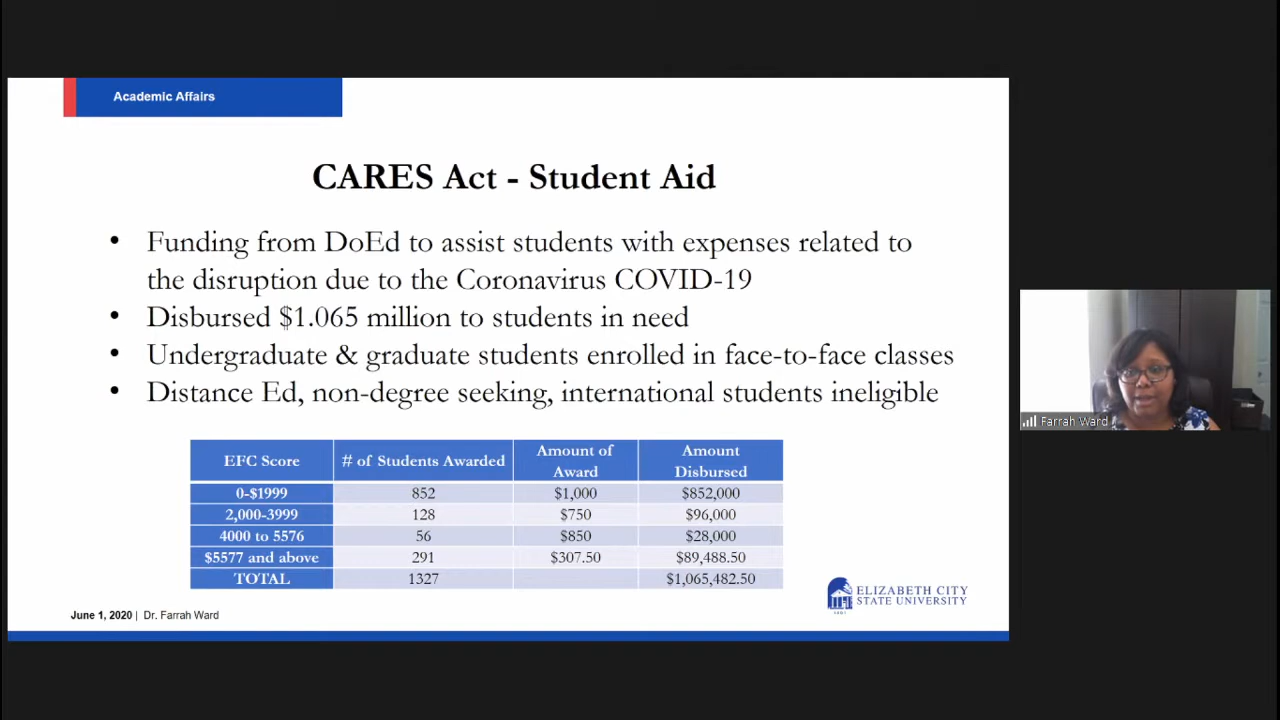 Academic Affairs
CARES Act - Student Aid
• Funding from DoEd to assist students with expenses related to
the disruption due to the Coronavirus COVID-19
• Disbursed $1.065 million to students in need
• Undergraduate & graduate students enrolled in face-to-face classes
• Distance Ed, non-degree seeking, international students ineligible
EFC Score # of Students Awarded Amount of Award Amount Disbursed
0-$1999 852 $1,000 $852,000
2,000-3999 128 $750 $96,000
4000 to 5576 56 $850 $28,000
$5577 and above 291 $307.50 $89,488.50
TOTAL 1327 $1,065,482.50
ELIZABETH CITY
STATE UNIVERSITY
June 1, 2020 | Dr. Farrah Ward
Farrah Ward